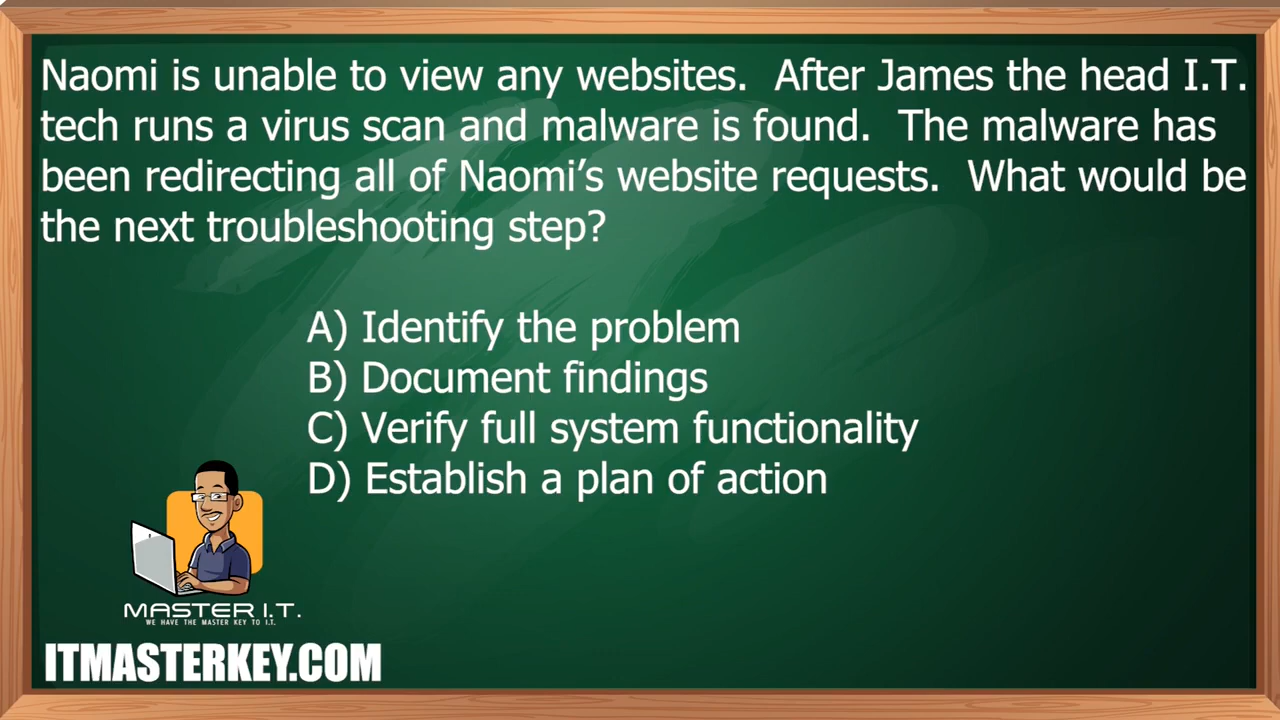 Naomi is unable to view any websites.  After James the head I.T.
tech runs a virus scan and malware is found.  The malware has
been redirecting all of Naomi’s website requests.  What would be
the next troubleshooting step?
A) Identify the problem
B) Document findings
C) Verify full system functionality
D) Establish a plan of action
MASTER I.T.
WE HAVE THE MASTER KEY TO I.T.
ITMASTERKEY.COM